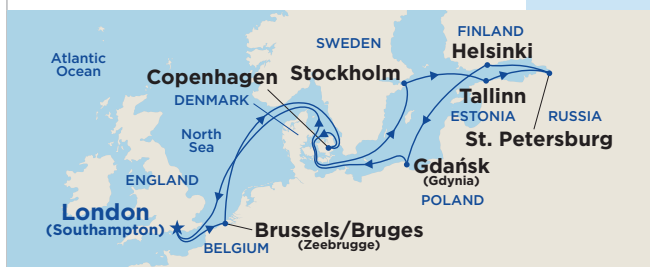 FINLAND
SWEDEN
Helsinki
Atlantic
Ocean
Copenhagen
Stockholm
Tallinn
DENMARK
ESTONIA
RUSSIA
North
Sea
St. Petersburg
Gdańsk
(Gdynia)
ENGLAND
POLAND
London
(Southampton)
Brussels/Bruges
(Zeebrugge)
BELGIUM